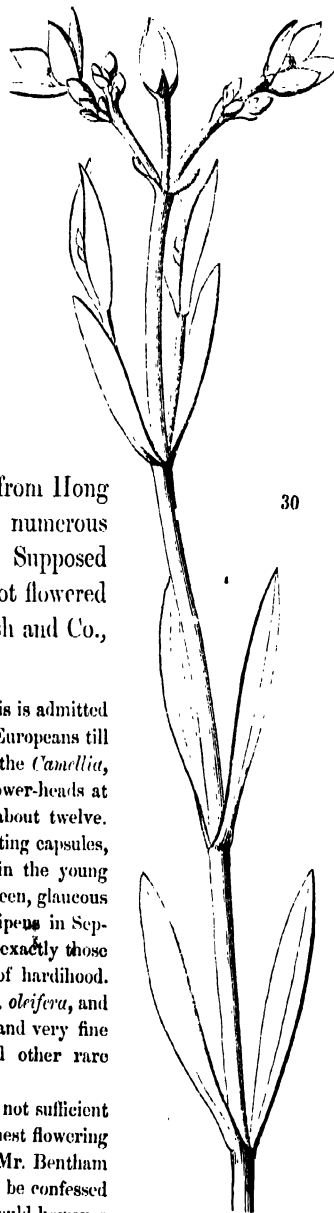 from Hong
numerous
Supposed
ot flowered
sh and Co.,
30
is is admitted
Europeans till
the Camellia,
ower-heads at
about twelve.
ting capsules,
in the young
een, glaucous
ipens in Sep-
exactly those
of hardihood.
, oleifera, and
and very fine
l other rare
not sufficient
nest flowering
Mr. Bentham
be confessed